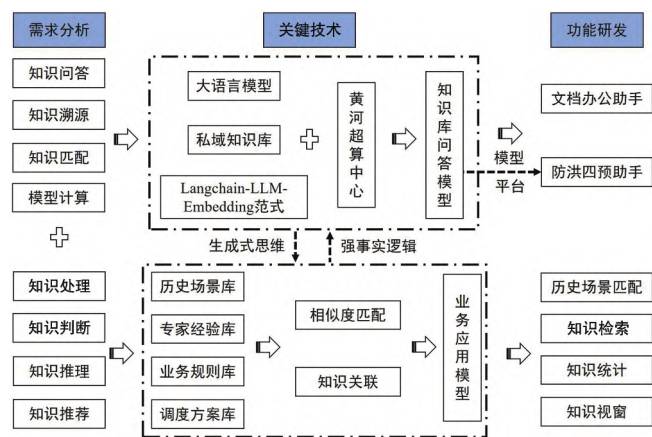 需求分析
关键技术
功能研发
知识问答
知识溯源
知识匹配
模型计算
知识处理
知识判断
知识推理
知识推荐
大语言模型
私域知识库
Langchain-LLM-
Embedding范式
黄河超算中心
知识库问答模型
模型
平台
生成式思维
强事实逻辑
历史场景库
专家经验库
业务规则库
调度方案库
相似度匹配
知识关联
业务应用模型
文档办公助手
防洪四预助手
历史场景匹配
知识检索
知识统计
知识视窗